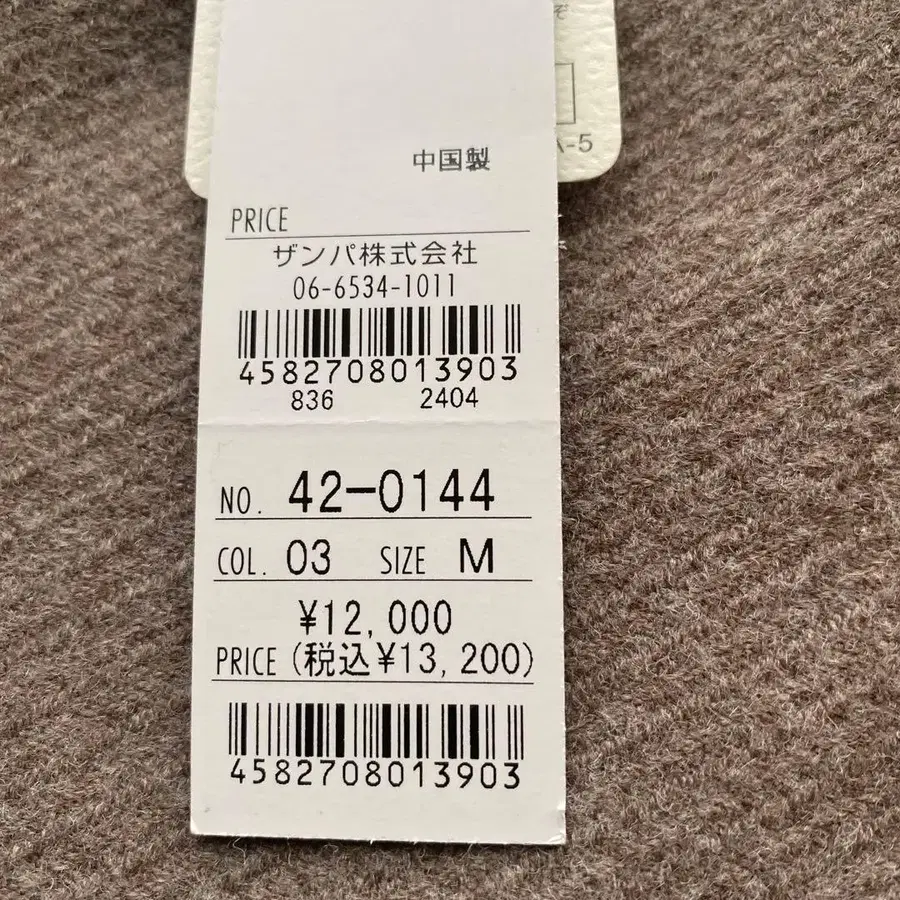 中国製
-5
PRICE
ザンパ株式会社
06-6534-1011
4582708013903
836 2404
NO. 42-0144
COL. 03 SIZE M
¥12,000
PRICE (税込¥13,200)
4582708013903